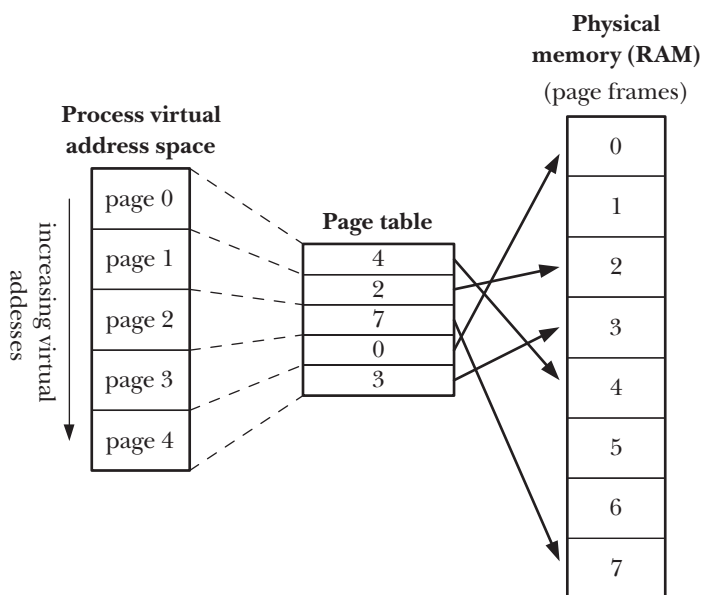 Physical
memory (RAM)
(page frames)
Process virtual
address space
increasing virtual
addesses
page 0
page 1
page 2
page 3
page 4
Page table
4
2
7
0
3
0
1
2
3
4
5
6
7